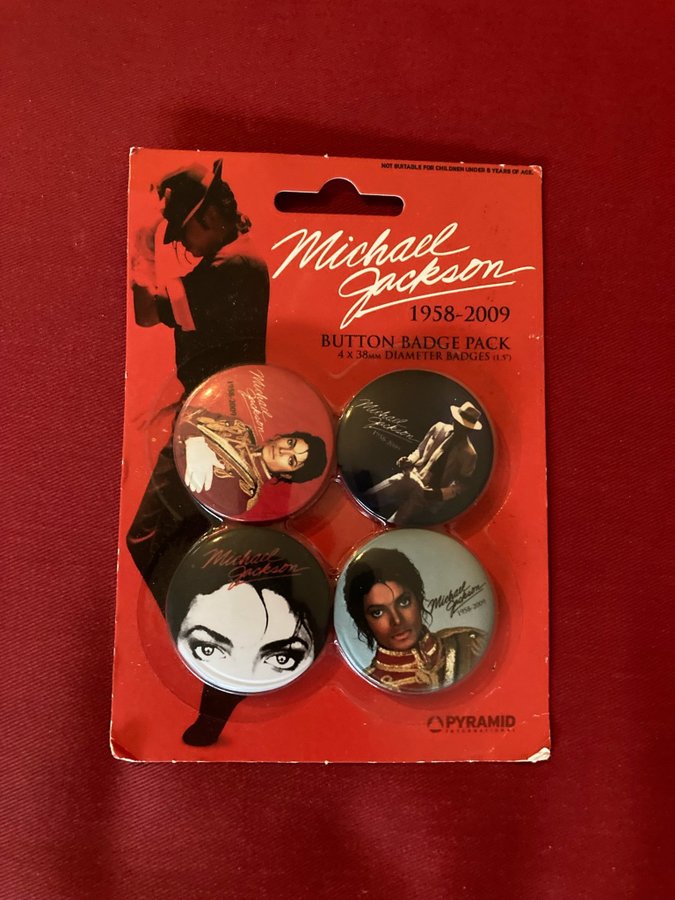 NOT SUITABLE FOR CHILDREN UNDER 5 YEARS OF AGE.
Michael
Jackson
1958-2009
BUTTON BADGE PACK
4 X 38MM DIAMETER BADGES (1.5")
Michael
Jackson
1958-2009
Michael
Jackson
1958-2009
Michael
Jackson
Michael
Jackson
1958-2009
PYRAMID
INTERNATIONAL